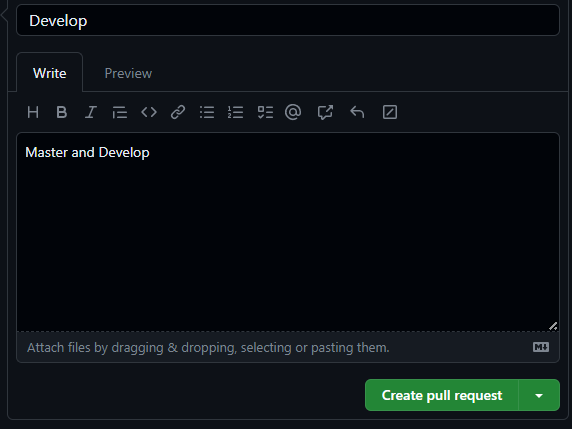 Develop
Write Preview
H B I @
Master and Develop
Attach files by dragging & dropping, selecting or pasting them.
Create pull request